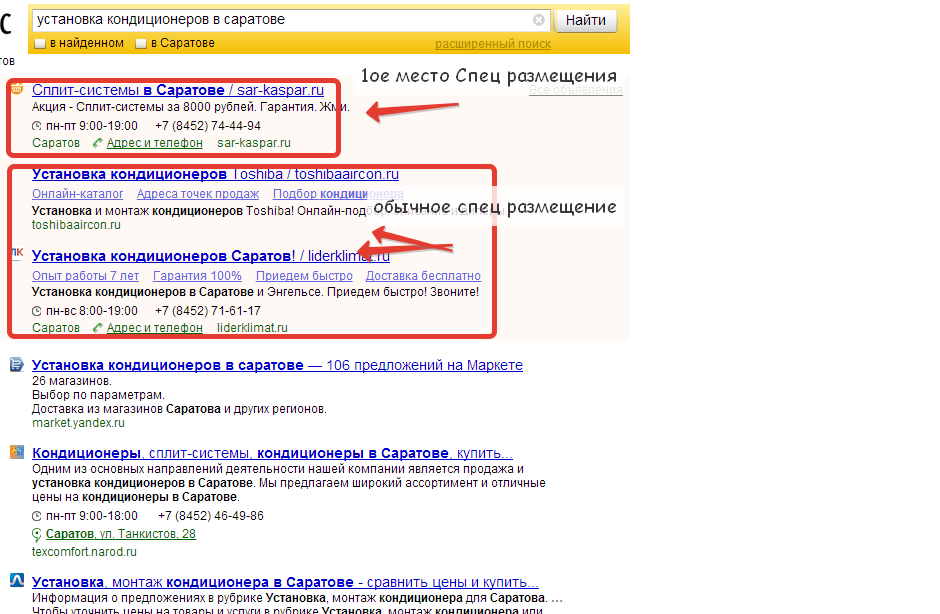 с
установка кондиционеров в саратове
Найти
в найденном в Саратове
расширенный поиск
тов
1ое место Спец размещения
Сплит-системы в Саратове / sar-kaspar.ru
Все объявления
Акция - Сплит-системы за 8000 рублей. Гарантия. Жми.
пн-пт 9:00-19:00 +7 (8452) 74-44-94
Саратов Адрес и телефон sar-kaspar.ru
Установка кондиционеров Toshiba / toshibaaircon.ru
Онлайн-каталог Адреса точек продаж Подбор кондиционера
обычное спец размещение
Установка и монтаж кондиционеров Toshiba! Онлайн-подбор
toshibaaircon.ru
ЛК
Установка кондиционеров Саратов! / liderklimat.ru
Опыт работы 7 лет Гарантия 100% Приедем быстро Доставка бесплатно
Установка кондиционеров в Саратове и Энгельсе. Приедем быстро! Звоните!
пн-вс 8:00-19:00 +7 (8452) 71-61-17
Саратов Адрес и телефон liderklimat.ru
Установка кондиционеров в саратове — 106 предложений на Маркете
26 магазинов.
Выбор по параметрам.
Доставка из магазинов Саратова и других регионов.
market.yandex.ru
Кондиционеры, сплит-системы, кондиционеры в Саратове, купить...
Одним из основных направлений деятельности нашей компании является продажа и
установка кондиционеров в Саратове. Мы предлагаем широкий ассортимент и отличные
цены на кондиционеры в Саратове.
пн-пт 9:00-18:00 +7 (8452) 46-49-86
Саратов, ул. Танкистов, 28
texcomfort.narod.ru
Установка, монтаж кондиционера в Саратове - сравнить цены и купить...
Информация о предложениях в рубрике Установка, монтаж кондиционера для Саратова. ...
Чтобы уточнить цены на товары и услуги в рубрике Установка, монтаж кондиционера или